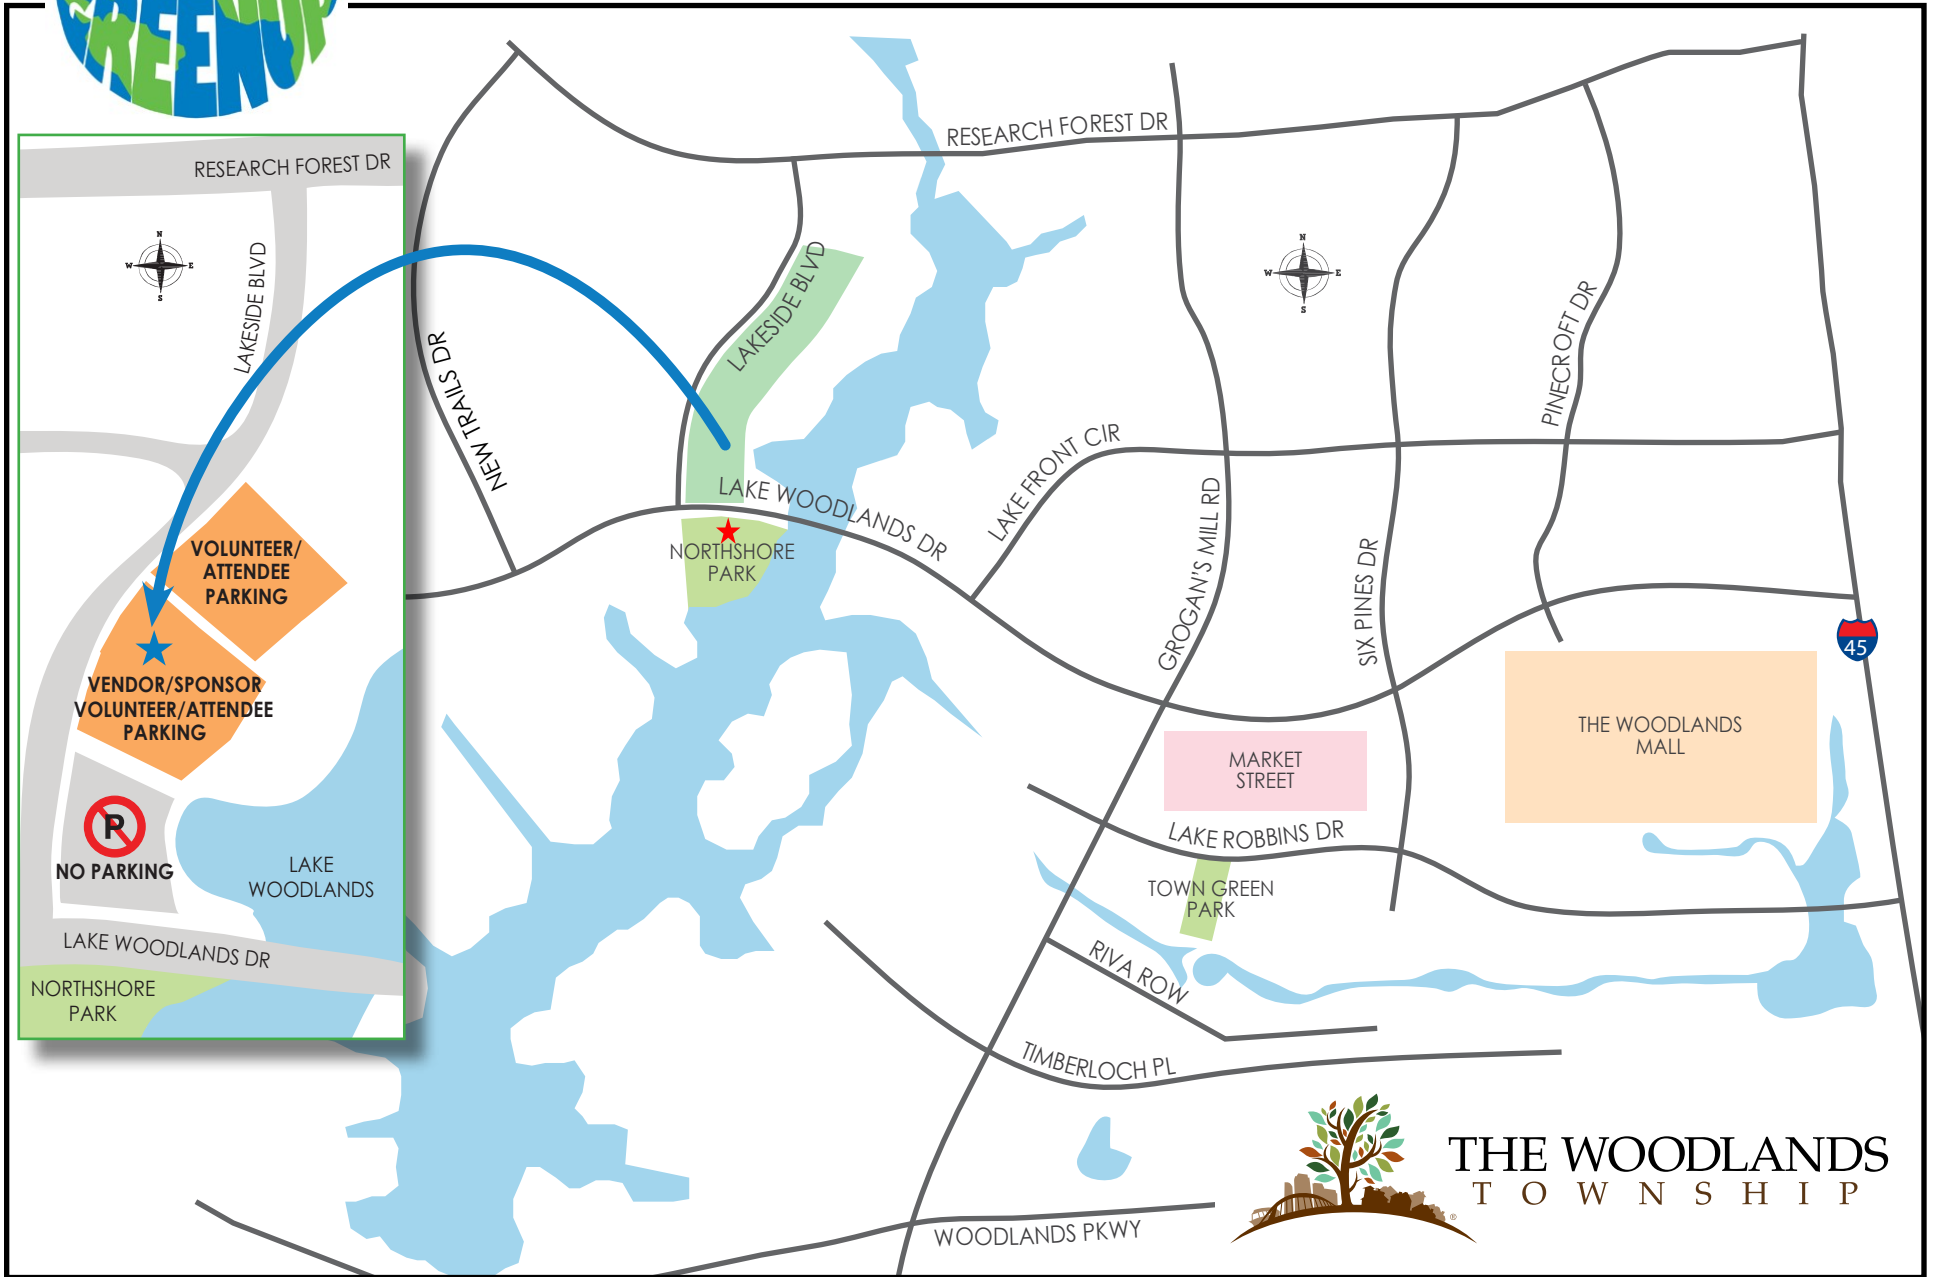 GREENUP
RESEARCH FOREST DR
N
W E
S
LAKESIDE BLVD
VOLUNTEER/
ATTENDEE
PARKING
VENDOR/SPONSOR
VOLUNTEER/ATTENDEE
PARKING
P
NO PARKING
LAKE
WOODLANDS
LAKE WOODLANDS DR
NORTHSHORE
PARK
RESEARCH FOREST DR
NEW TRAILS DR
LAKESIDE BLVD
LAKE WOODLANDS DR
NORTHSHORE
PARK
LAKE FRONT CIR
GROGAN'S MILL RD
N
W E
S
SIX PINES DR
PINECROFT DR
45
THE WOODLANDS
MALL
MARKET
STREET
LAKE ROBBINS DR
TOWN GREEN
PARK
RIVA ROW
TIMBERLOCH PL
WOODLANDS PKWY
THE WOODLANDS
TOWNSHIP
®